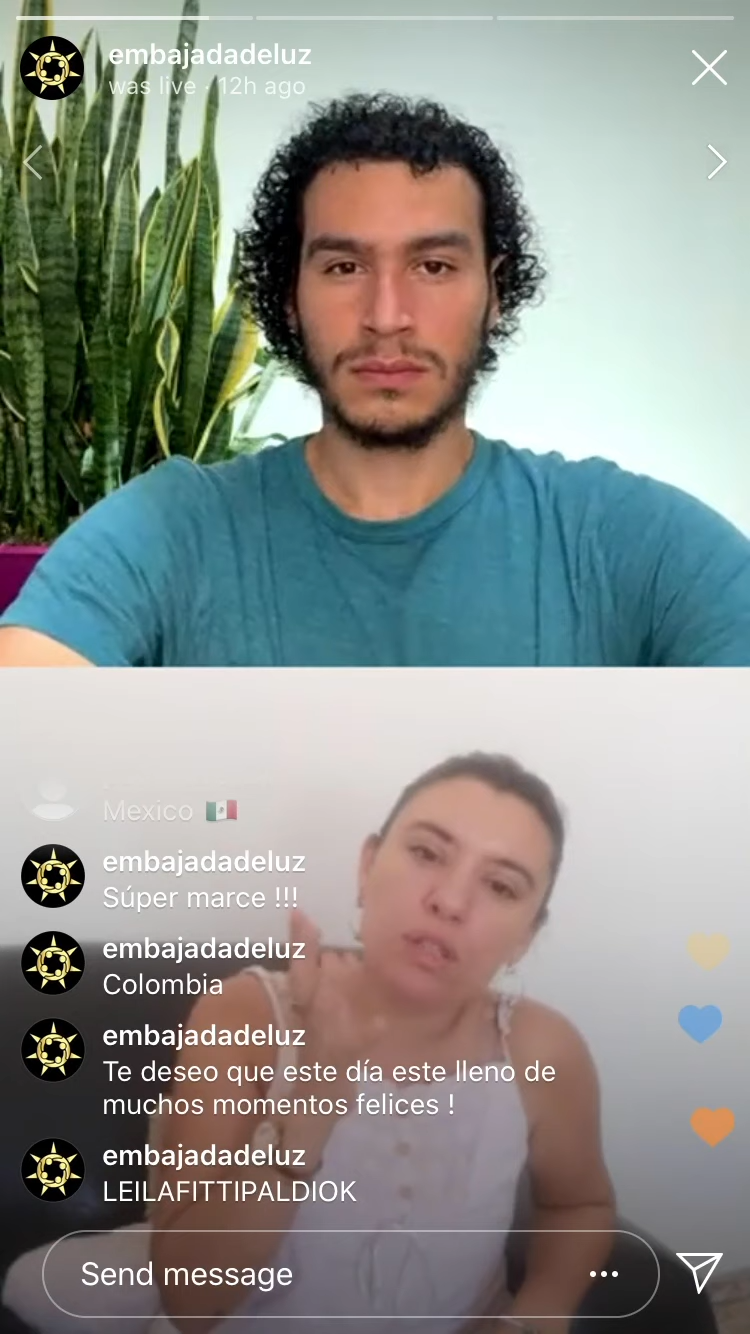 embajadadeluz
was live · 12h ago
Mexico 🇲🇽
embajadadeluz
Súper marce !!!
embajadadeluz
Colombia
embajadadeluz
Te deseo que este día este lleno de
muchos momentos felices !
embajadadeluz
LEILAFITTIPALDIOK
Send message